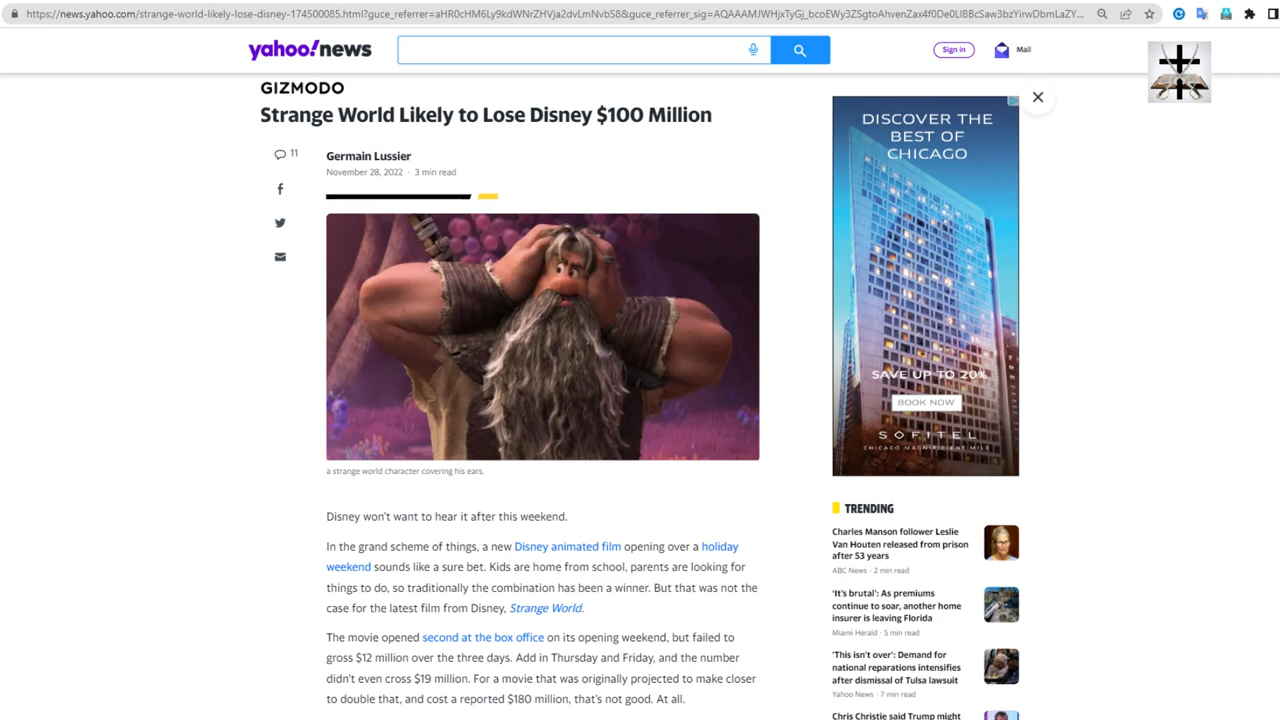 https://news.yahoo.com/strange-world-likely-lose-disney-174500085.html?guce_referrer=aHR0cHM6Ly9kdWNrZHVja2dvLmNvbS8&guce_referrer_sig=
yahoo!news
Sign in
Mail
GIZMODO
Strange World Likely to Lose Disney $100 Million
11
Germain Lussier
November 28, 2022 · 3 min read
a strange world character covering his ears.
Disney won't want to hear it after this weekend.
In the grand scheme of things, a new Disney animated film opening over a holiday
weekend sounds like a sure bet. Kids are home from school, parents are looking for
things to do, so traditionally the combination has been a winner. But that was not the
case for the latest film from Disney, Strange World.
The movie opened second at the box office on its opening weekend, but failed to
gross $12 million over the three days. Add in Thursday and Friday, and the number
didn't even cross $19 million. For a movie that was originally projected to make closer
to double that, and cost a reported $180 million, that's not good. At all.
DISCOVER THE
BEST OF
CHICAGO
SAVE UP TO 20%
BOOK NOW
SOFITEL
CHICAGO MAGNIFICENT MILE
TRENDING
Charles Manson follower Leslie
Van Houten released from prison
after 53 years
ABC News · 2 min read
'It's brutal': As premiums
continue to soar, another home
insurer is leaving Florida
Miami Herald · 5 min read
'This isn't over': Demand for
national reparations intensifies
after dismissal of Tulsa lawsuit
Yahoo News · 7 min read
Chris Christie said Trump might